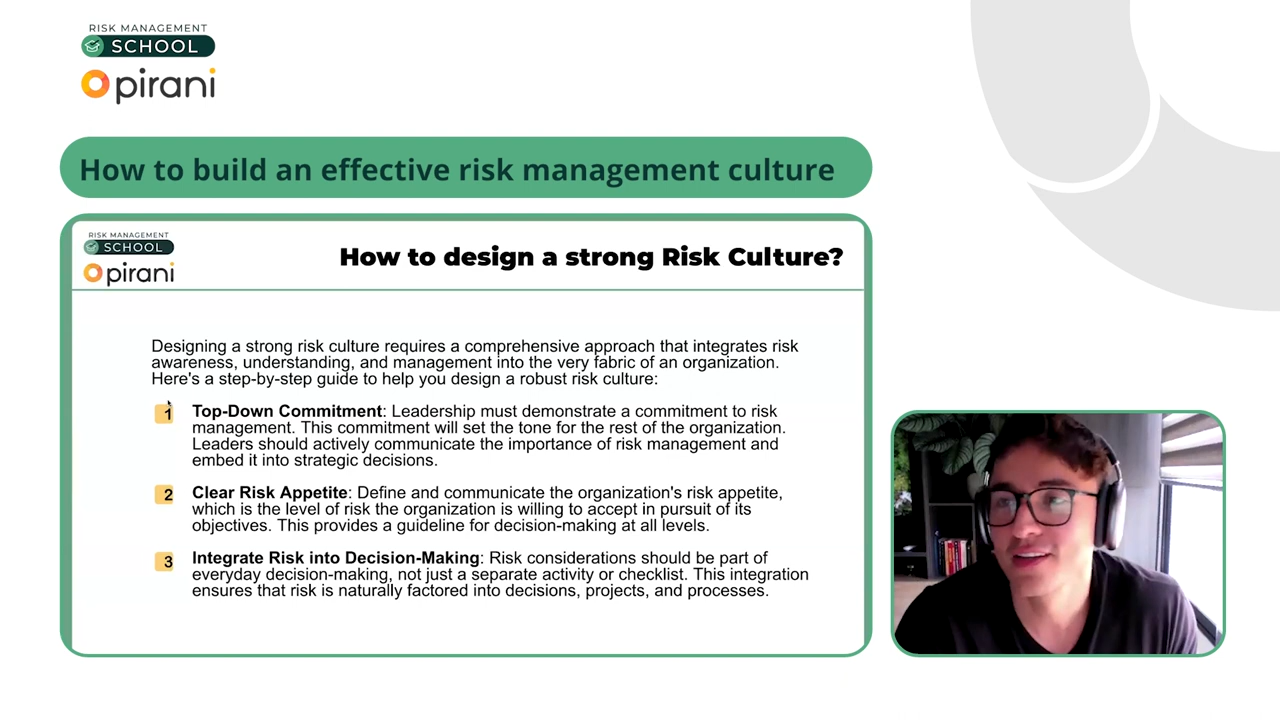 RISK MANAGEMENT
SCHOOL
pirani
How to build an effective risk management culture
RISK MANAGEMENT
SCHOOL
pirani
How to design a strong Risk Culture?
Designing a strong risk culture requires a comprehensive approach that integrates risk
awareness, understanding, and management into the very fabric of an organization.
Here's a step-by-step guide to help you design a robust risk culture:
1 Top-Down Commitment: Leadership must demonstrate a commitment to risk
management. This commitment will set the tone for the rest of the organization.
Leaders should actively communicate the importance of risk management and
embed it into strategic decisions.
2 Clear Risk Appetite: Define and communicate the organization's risk appetite,
which is the level of risk the organization is willing to accept in pursuit of its
objectives. This provides a guideline for decision-making at all levels.
3 Integrate Risk into Decision-Making: Risk considerations should be part of
everyday decision-making, not just a separate activity or checklist. This integration
ensures that risk is naturally factored into decisions, projects, and processes.